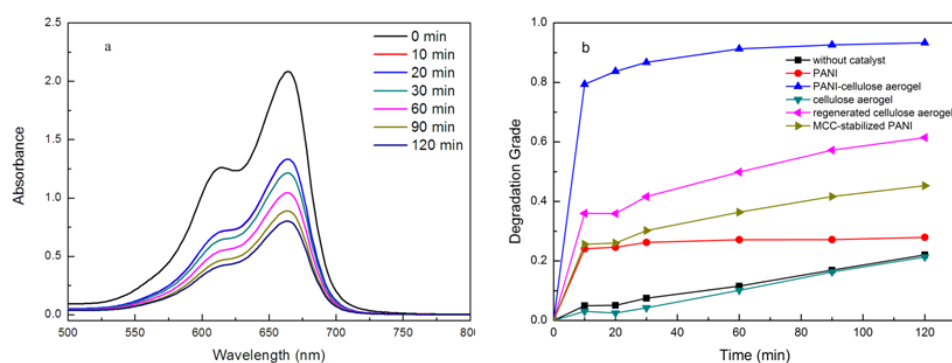 a
2.5
2.0
1.5
1.0
0.5
0.0
500
550
600
650
700
750
800
Absorbance
Wavelength (nm)
0 min
10 min
20 min
30 min
60 min
90 min
120 min
b
1.0
0.8
0.6
0.4
0.2
0.0
0
20
40
60
80
100
120
Degradation Grade
Time (min)
without catalyst
PANI
PANI-cellulose aerogel
cellulose aerogel
regenerated cellulose aerogel
MCC-stabilized PANI